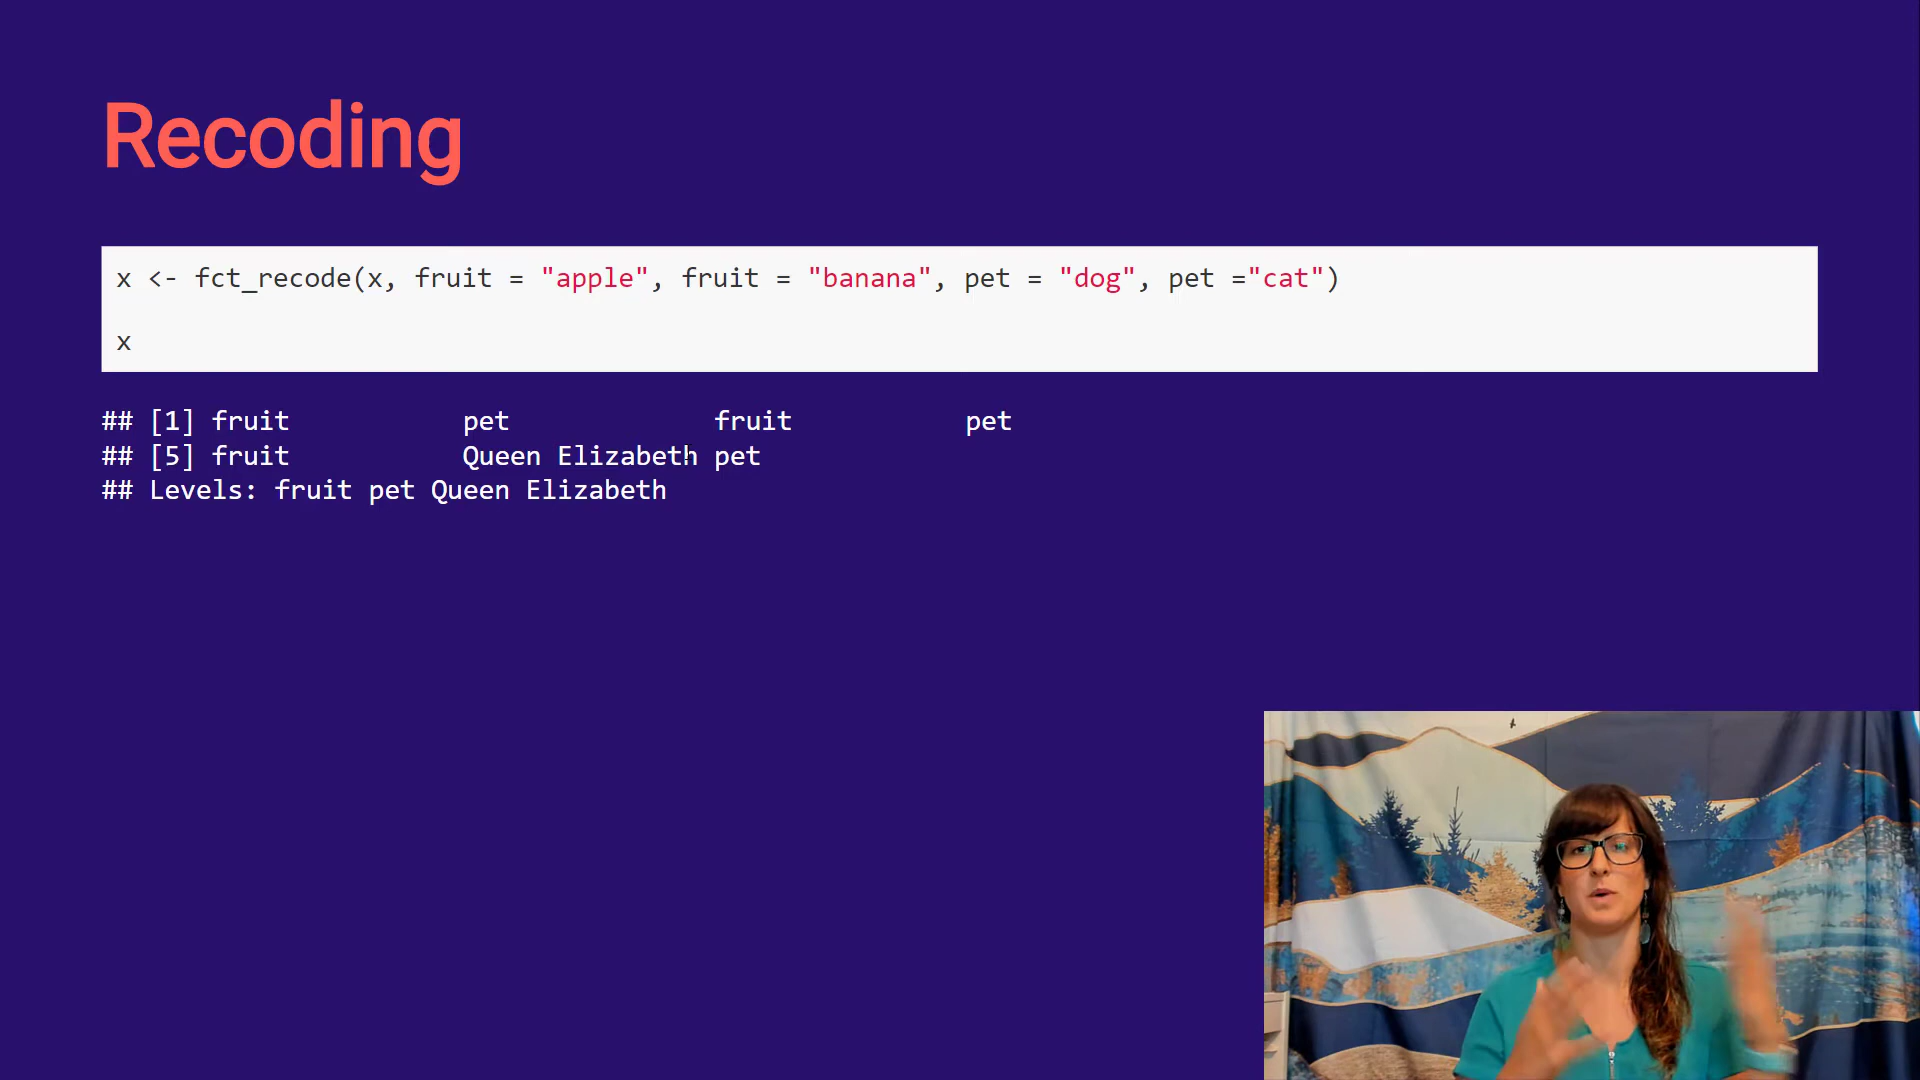 Recoding
x <- fct_recode(x, fruit = "apple", fruit = "banana", pet = "dog", pet ="cat")
x
## [1] fruit           pet             fruit           pet
## [5] fruit           Queen Elizabeth pet
## Levels: fruit pet Queen Elizabeth